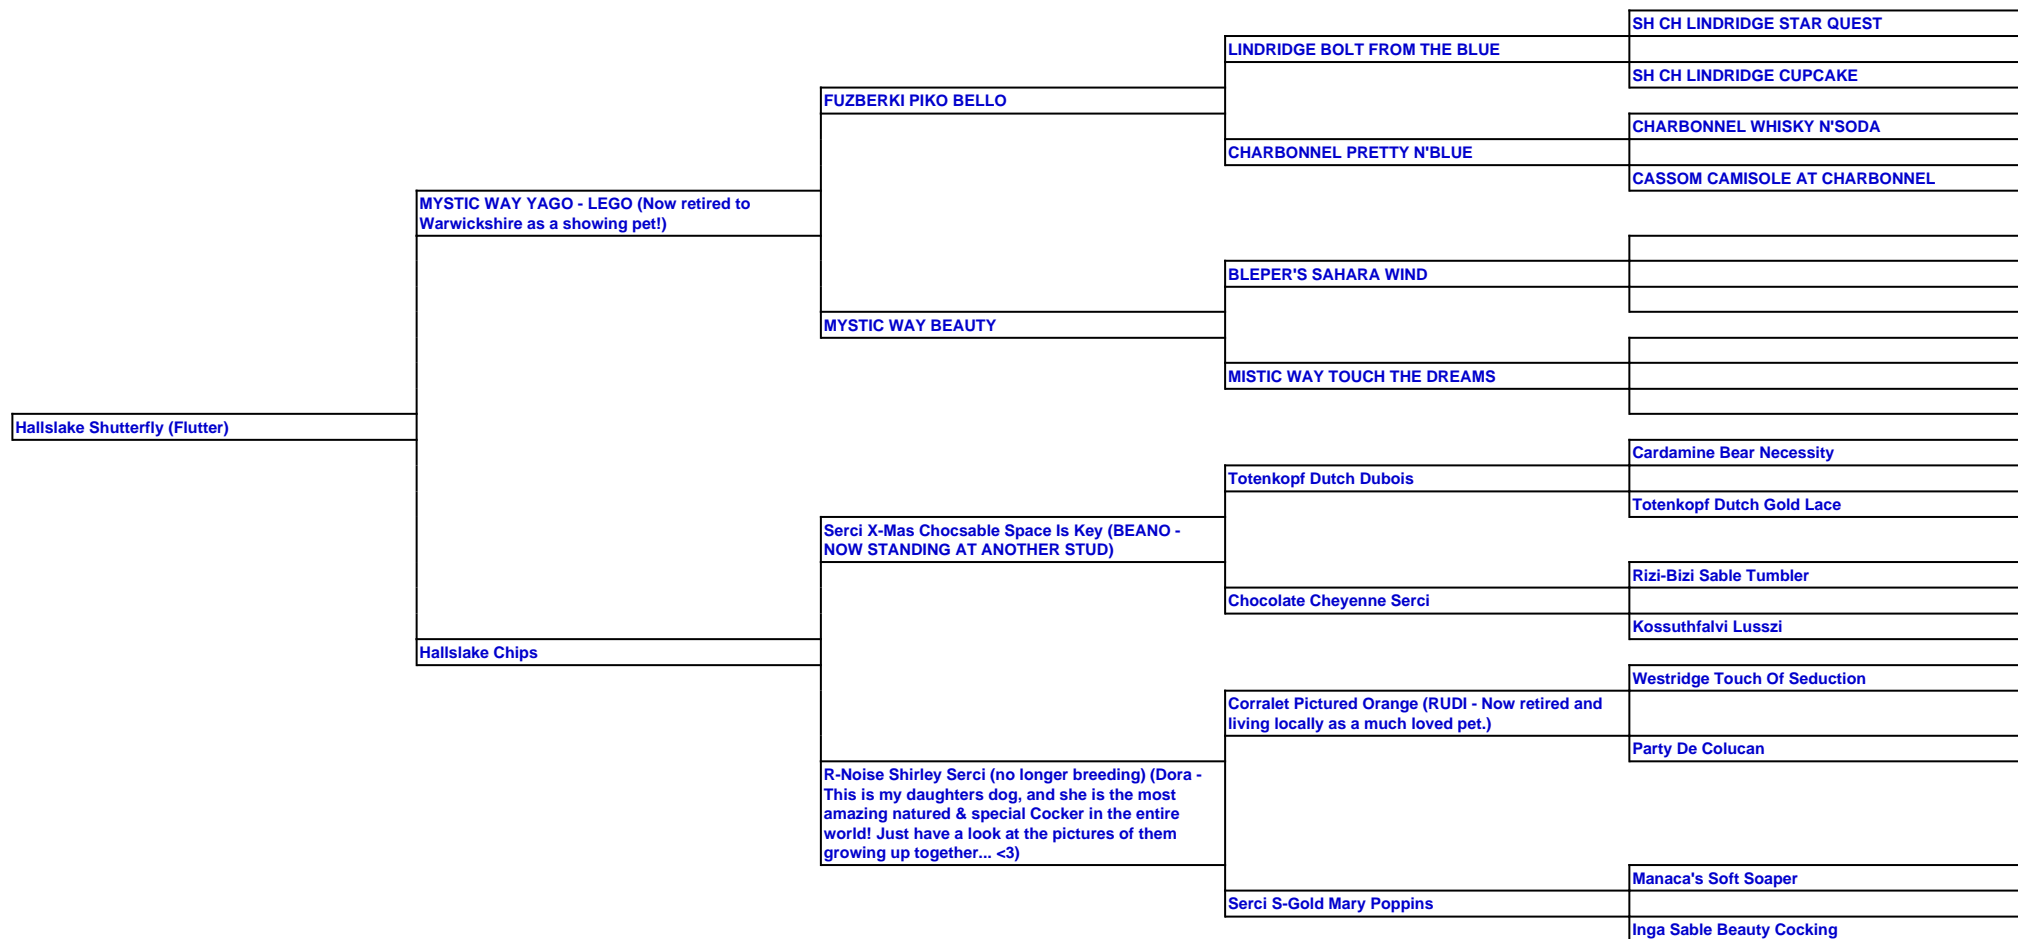 SH CH LINDRIDGE STAR QUEST
LINDRIDGE BOLT FROM THE BLUE
SH CH LINDRIDGE CUPCAKE
FUZBERKI PIKO BELLO
CHARBONNEL WHISKY N'SODA
CHARBONNEL PRETTY N'BLUE
CASSOM CAMISOLE AT CHARBONNEL
MYSTIC WAY YAGO - LEGO (Now retired to
Warwickshire as a showing pet!)
BLEPER'S SAHARA WIND
MYSTIC WAY BEAUTY
MISTIC WAY TOUCH THE DREAMS
Hallslake Shutterfly (Flutter)
Cardamine Bear Necessity
Totenkopf Dutch Dubois
Totenkopf Dutch Gold Lace
Serci X-Mas Chocsable Space Is Key (BEANO -
NOW STANDING AT ANOTHER STUD)
Rizi-Bizi Sable Tumbler
Chocolate Cheyenne Serci
Kossuthfalvi Lusszi
Hallslake Chips
Westridge Touch Of Seduction
Corralet Pictured Orange (RUDI - Now retired and
living locally as a much loved pet.)
Party De Colucan
R-Noise Shirley Serci (no longer breeding) (Dora -
This is my daughters dog, and she is the most
amazing natured & special Cocker in the entire
world! Just have a look at the pictures of them
growing up together... <3)
Manaca's Soft Soaper
Serci S-Gold Mary Poppins
Inga Sable Beauty Cocking